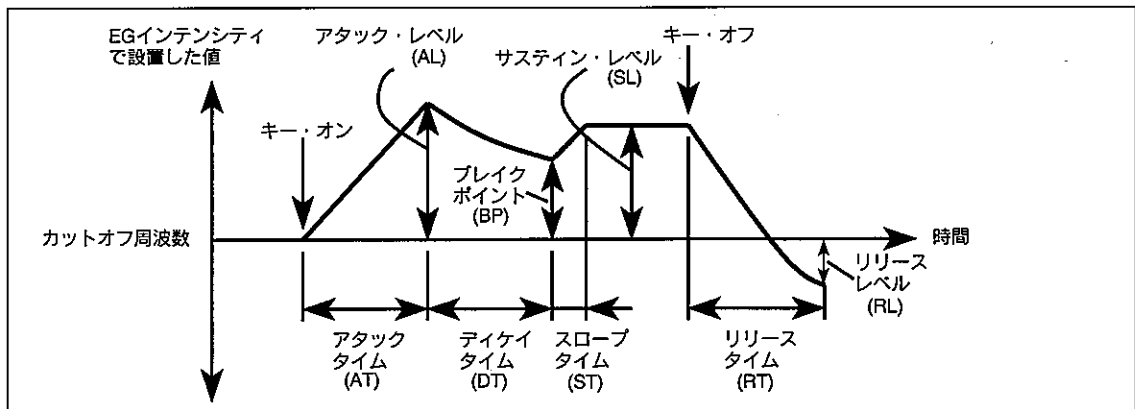 EGインテンシティ
で設置した値
アタック・レベル
(AL)
サスティン・レベル
(SL)
キー・オフ
キー・オン
ブレイク
ポイント
(BP)
カットオフ周波数
時間
リリース
レベル
(RL)
アタック
タイム
(AT)
ディケイ
タイム
(DT)
スロープ
タイム
(ST)
リリース
タイム
(RT)